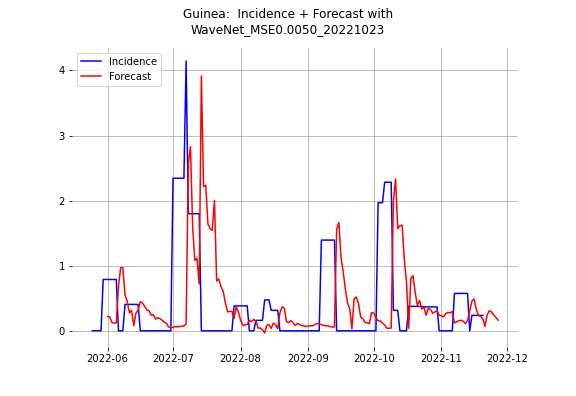 Guinea:  Incidence + Forecast with
WaveNet_MSE0.0050_20221023
Incidence
Forecast
4
3
2
1
0
2022-06 2022-07 2022-08 2022-09 2022-10 2022-11 2022-12